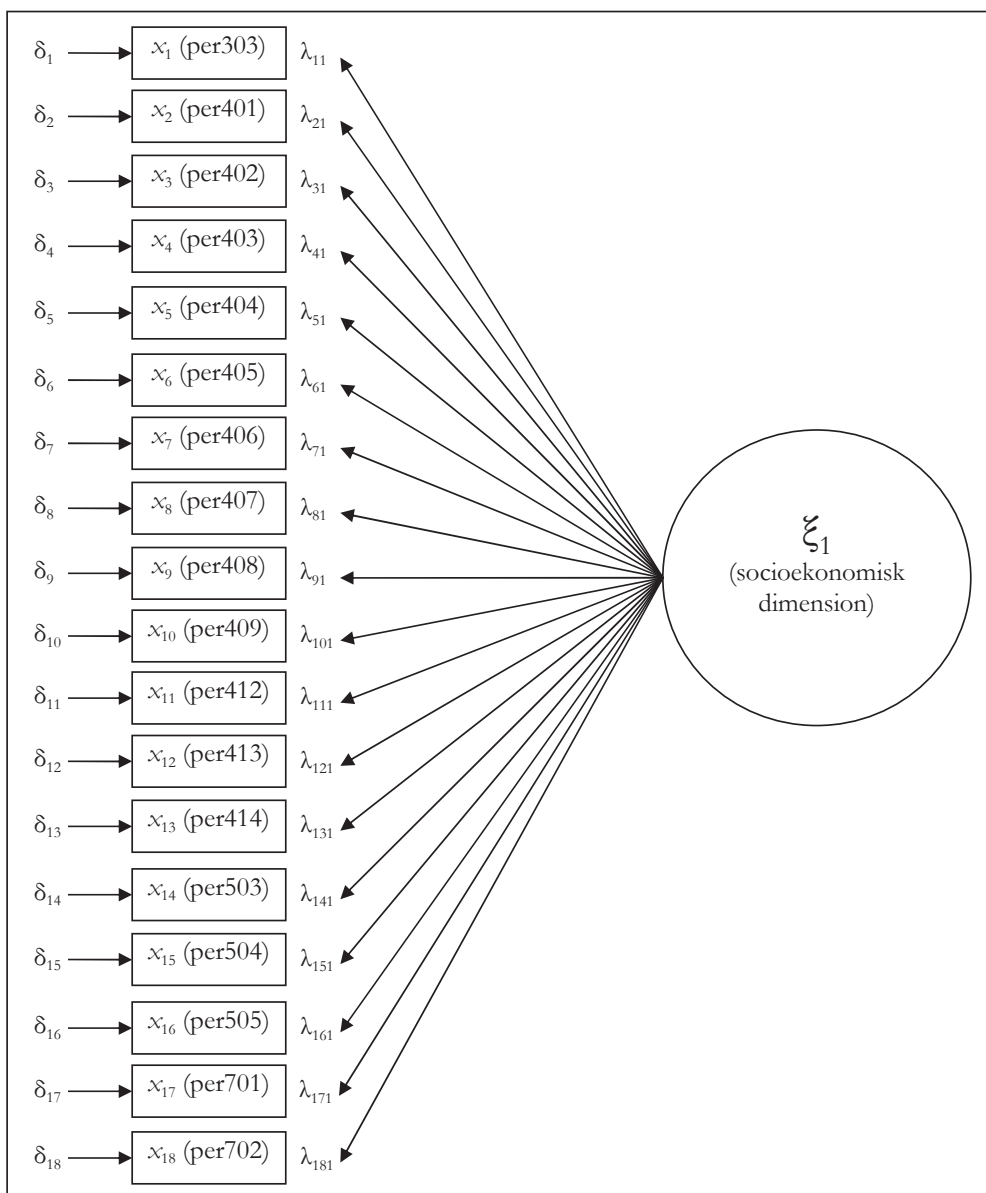 δ₁ x₁ (per303) λ₁₁
δ₂ x₂ (per401) λ₂₁
δ₃ x₃ (per402) λ₃₁
δ₄ x₄ (per403) λ₄₁
δ₅ x₅ (per404) λ₅₁
δ₆ x₆ (per405) λ₆₁
δ₇ x₇ (per406) λ₇₁
δ₈ x₈ (per407) λ₈₁
δ₉ x₉ (per408) λ₉₁
δ₁₀ x₁₀ (per409) λ₁₀₁
δ₁₁ x₁₁ (per412) λ₁₁₁
δ₁₂ x₁₂ (per413) λ₁₂₁
δ₁₃ x₁₃ (per414) λ₁₃₁
δ₁₄ x₁₄ (per503) λ₁₄₁
δ₁₅ x₁₅ (per504) λ₁₅₁
δ₁₆ x₁₆ (per505) λ₁₆₁
δ₁₇ x₁₇ (per701) λ₁₇₁
δ₁₈ x₁₈ (per702) λ₁₈₁
ξ₁
(socioekonomisk
dimension)